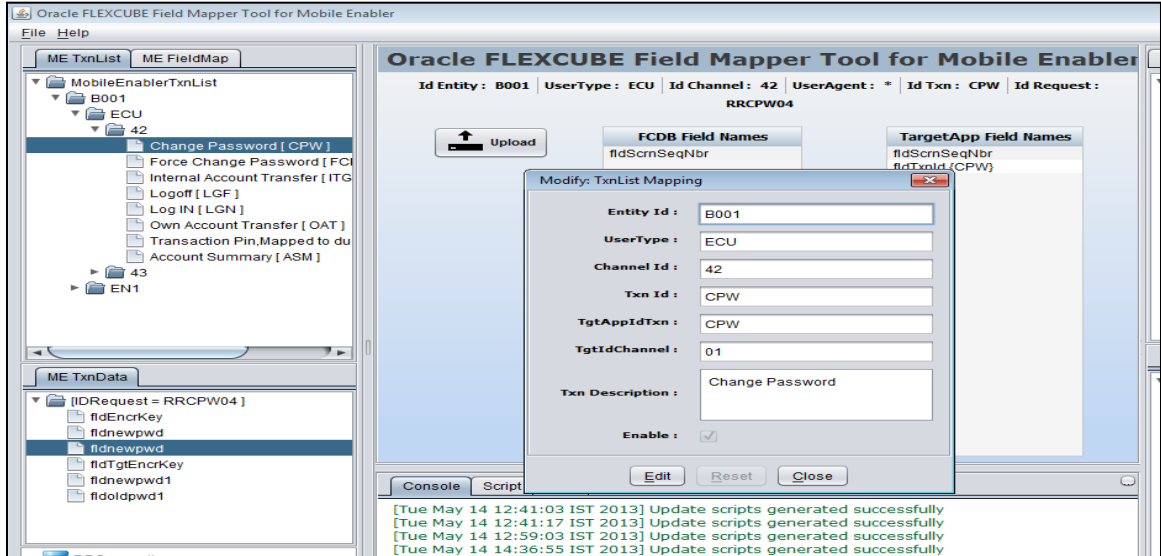 Oracle FLEXCUBE Field Mapper Tool for Mobile Enabler
File Help
ME TxnList ME FieldMap
MobileEnablerTxnList
B001
ECU
42
Change Password [ CPW ]
Force Change Password [ FC
Internal Account Transfer [ ITG
Logoff [ LGF ]
Log IN [ LGN ]
Own Account Transfer [ OAT ]
Transaction Pin,Mapped to du
Account Summary [ ASM ]
43
EN1
ME TxnData
[IDRequest = RRCPW04 ]
fldEncrKey
fldnewpwd
fldnewpwd
fldTgtEncrKey
fldnewpwd1
fldoldpwd1
Oracle FLEXCUBE Field Mapper Tool for Mobile Enabler
Id Entity : B001 UserType : ECU Id Channel : 42 UserAgent : * Id Txn : CPW Id Request :
RRCPW04
Upload
FCDB Field Names
fldScrnSeqNbr
TargetApp Field Names
fldScrnSeqNbr
fldTxnId {CPW}
Modify: TxnList Mapping
Entity Id : B001
UserType : ECU
Channel Id : 42
Txn Id : CPW
TgtAppIdTxn : CPW
TgtIdChannel : 01
Txn Description : Change Password
Enable :
Edit Reset Close
Console Script
[Tue May 14 12:41:03 IST 2013] Update scripts generated successfully
[Tue May 14 12:41:17 IST 2013] Update scripts generated successfully
[Tue May 14 12:59:03 IST 2013] Update scripts generated successfully
[Tue May 14 14:36:55 IST 2013] Update scripts generated successfully